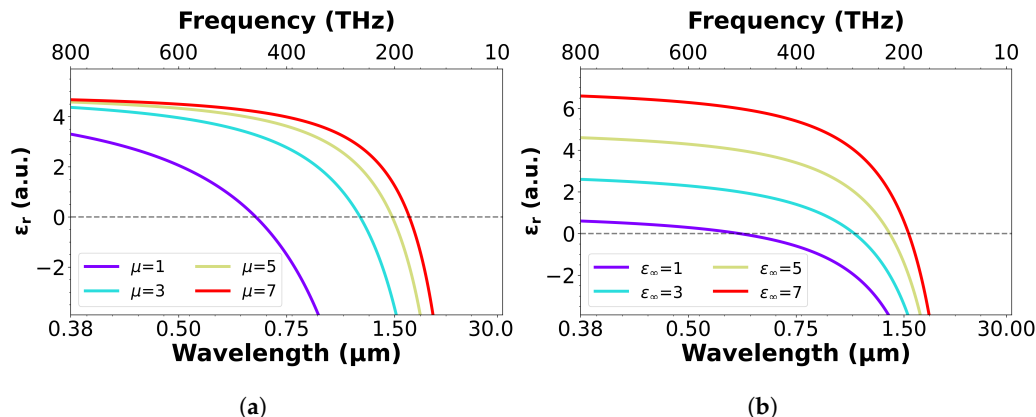 Frequency (THz)
800 600 400 200 10
4
2
0
−2
εr (a.u.)
μ=1 μ=5
μ=3 μ=7
0.38 0.50 0.75 1.50 30.0
Wavelength (μm)
(a)
Frequency (THz)
800 600 400 200 10
6
4
2
0
−2
εr (a.u.)
ε∞=1 ε∞=5
ε∞=3 ε∞=7
0.38 0.50 0.75 1.50 30.00
Wavelength (μm)
(b)